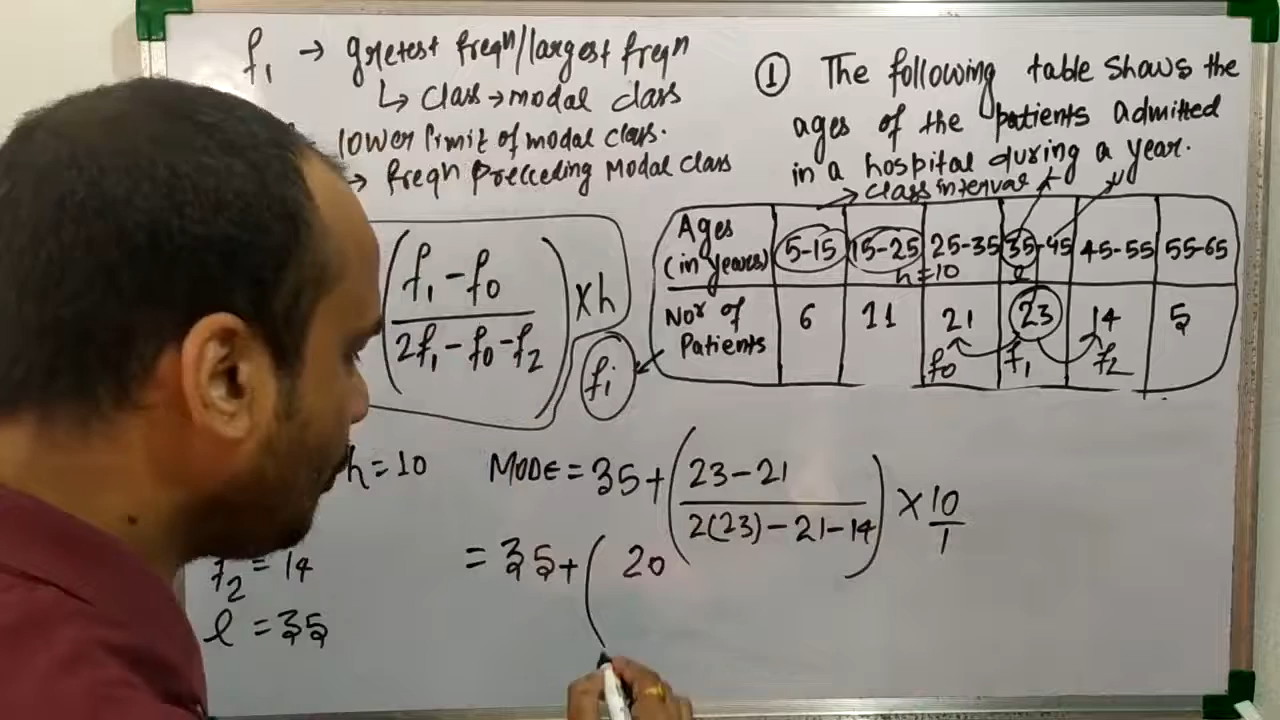 f₁ → gretest freqn/largest freqn
↳ class → modal class
lower limit of modal class.
→ freqn precceding Modal class
(f₁ - f₀ / 2f₁ - f₀ - f₂) × h
fi
① The following table shows the
ages of the patients admitted
in a hospital during a year.
→ class interval
Ages (in years) 5-15 15-25 25-35 35-45 45-55 55-65
h=10 l
Nor of Patients 6 11 21 23 14 5
f0 f₁ f₂
h=10
f₂ = 14
l = 35
MODE = 35 + (23 - 21 / 2(23) - 21 - 14) × 10/1
= 35 + ( 20